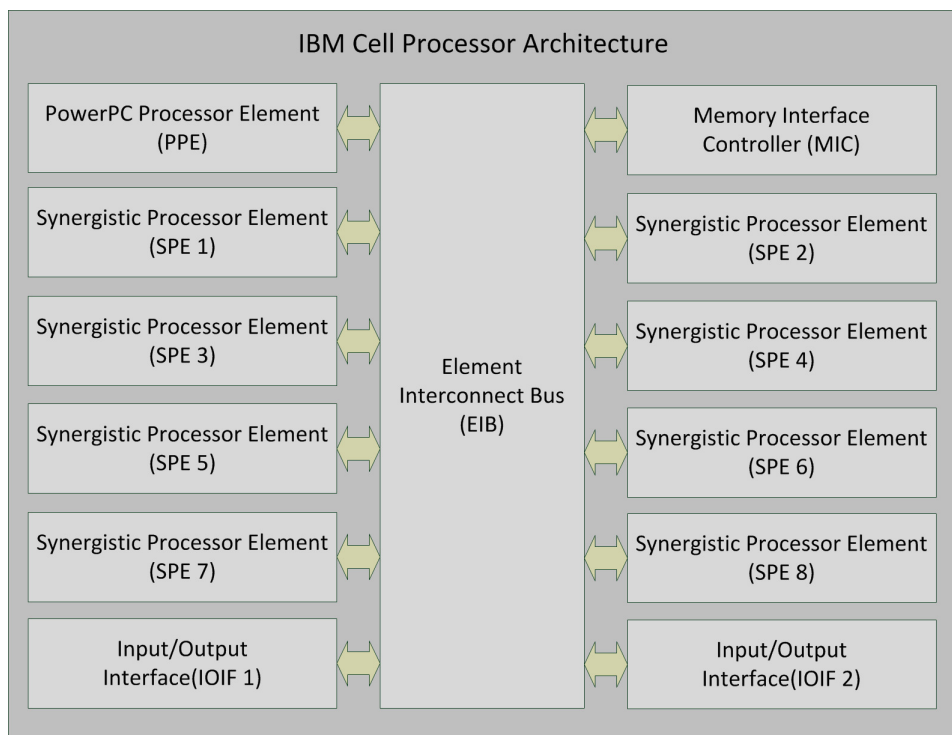 IBM Cell Processor Architecture
PowerPC Processor Element
(PPE)
Synergistic Processor Element
(SPE 1)
Synergistic Processor Element
(SPE 3)
Synergistic Processor Element
(SPE 5)
Synergistic Processor Element
(SPE 7)
Input/Output
Interface(IOIF 1)
Element
Interconnect Bus
(EIB)
Memory Interface
Controller (MIC)
Synergistic Processor Element
(SPE 2)
Synergistic Processor Element
(SPE 4)
Synergistic Processor Element
(SPE 6)
Synergistic Processor Element
(SPE 8)
Input/Output
Interface(IOIF 2)